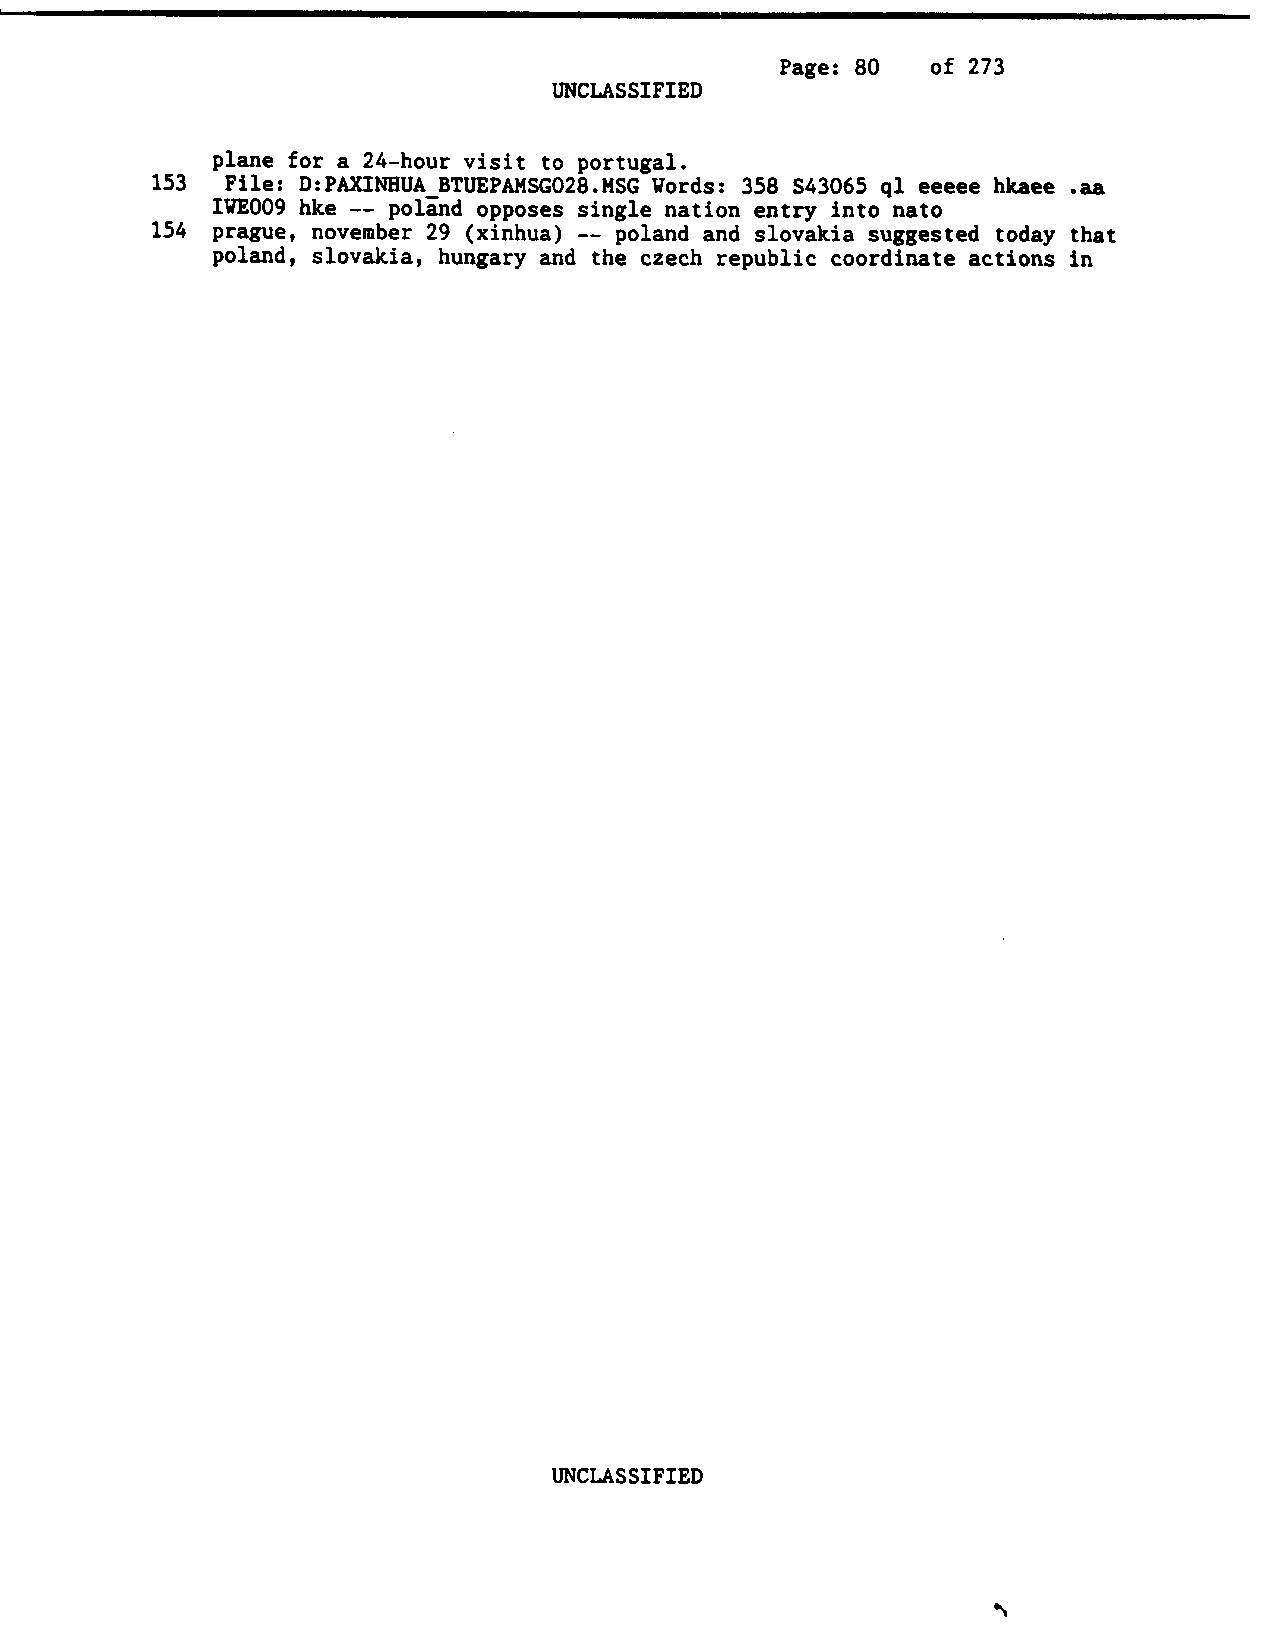 Page: 80 of 273
UNCLASSIFIED
plane for a 24-hour visit to portugal.
153 File: D:PAXINHUA_BTUEPAMSG028.MSG Words: 358 S43065 ql eeeee hkaee .aa
IWE009 hke -- poland opposes single nation entry into nato
154 prague, november 29 (xinhua) -- poland and slovakia suggested today that
poland, slovakia, hungary and the czech republic coordinate actions in
UNCLASSIFIED